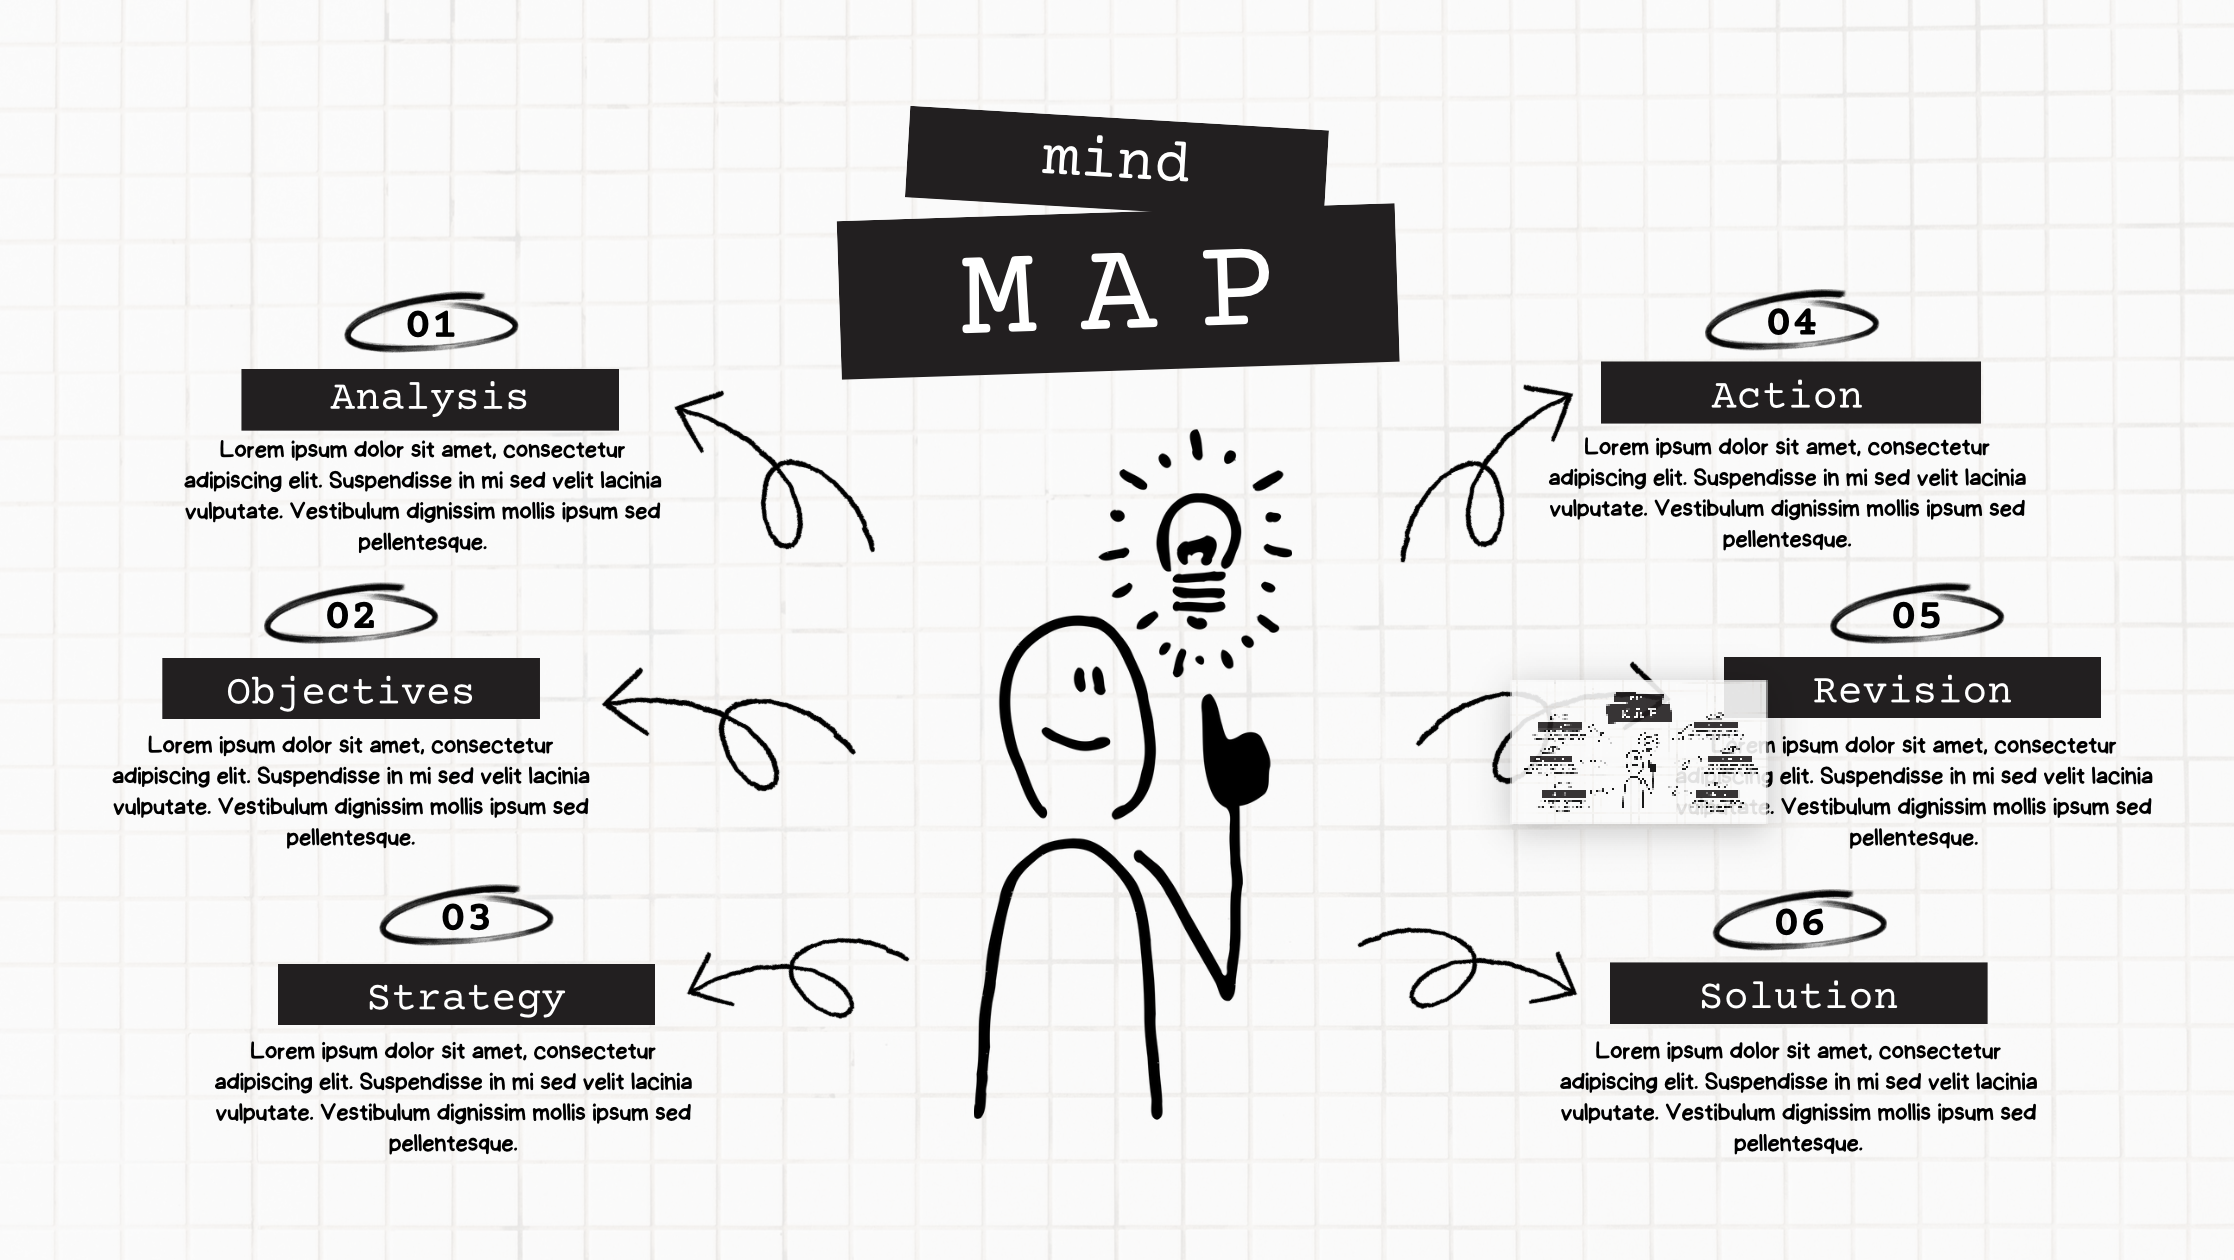 mind
MAP
01
Analysis
Lorem ipsum dolor sit amet, consectetur
adipiscing elit. Suspendisse in mi sed velit lacinia
vulputate. Vestibulum dignissim mollis ipsum sed
pellentesque.
02
Objectives
Lorem ipsum dolor sit amet, consectetur
adipiscing elit. Suspendisse in mi sed velit lacinia
vulputate. Vestibulum dignissim mollis ipsum sed
pellentesque.
03
Strategy
Lorem ipsum dolor sit amet, consectetur
adipiscing elit. Suspendisse in mi sed velit lacinia
vulputate. Vestibulum dignissim mollis ipsum sed
pellentesque.
04
Action
Lorem ipsum dolor sit amet, consectetur
adipiscing elit. Suspendisse in mi sed velit lacinia
vulputate. Vestibulum dignissim mollis ipsum sed
pellentesque.
05
Revision
Lorem ipsum dolor sit amet, consectetur
adipiscing elit. Suspendisse in mi sed velit lacinia
vulputate. Vestibulum dignissim mollis ipsum sed
pellentesque.
06
Solution
Lorem ipsum dolor sit amet, consectetur
adipiscing elit. Suspendisse in mi sed velit lacinia
vulputate. Vestibulum dignissim mollis ipsum sed
pellentesque.
MAP